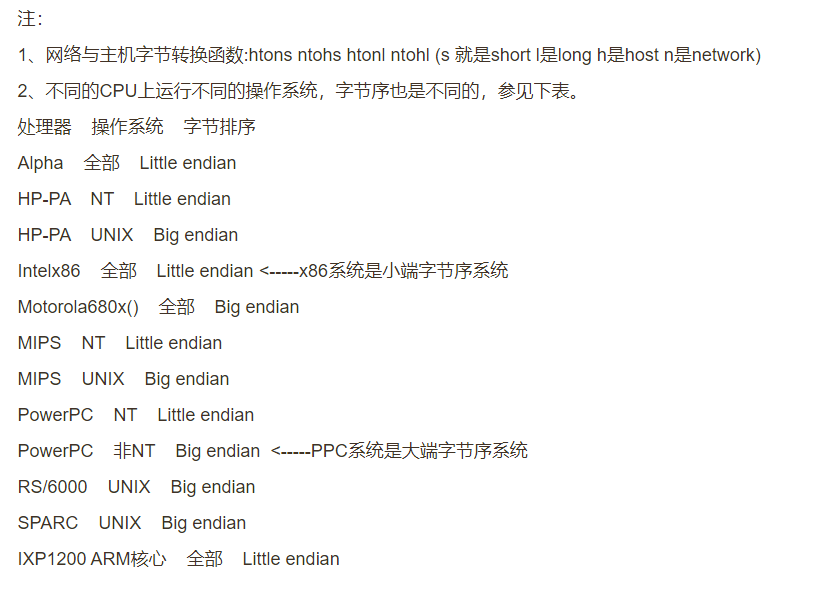 注：
1、网络与主机字节转换函数:htons ntohs htonl ntohl (s 就是short l是long h是host n是network)
2、不同的CPU上运行不同的操作系统，字节序也是不同的，参见下表。
处理器 操作系统 字节排序
Alpha 全部 Little endian
HP-PA NT Little endian
HP-PA UNIX Big endian
Intelx86 全部 Little endian <-----x86系统是小端字节序系统
Motorola680x() 全部 Big endian
MIPS NT Little endian
MIPS UNIX Big endian
PowerPC NT Little endian
PowerPC 非NT Big endian <-----PPC系统是大端字节序系统
RS/6000 UNIX Big endian
SPARC UNIX Big endian
IXP1200 ARM核心 全部 Little endian